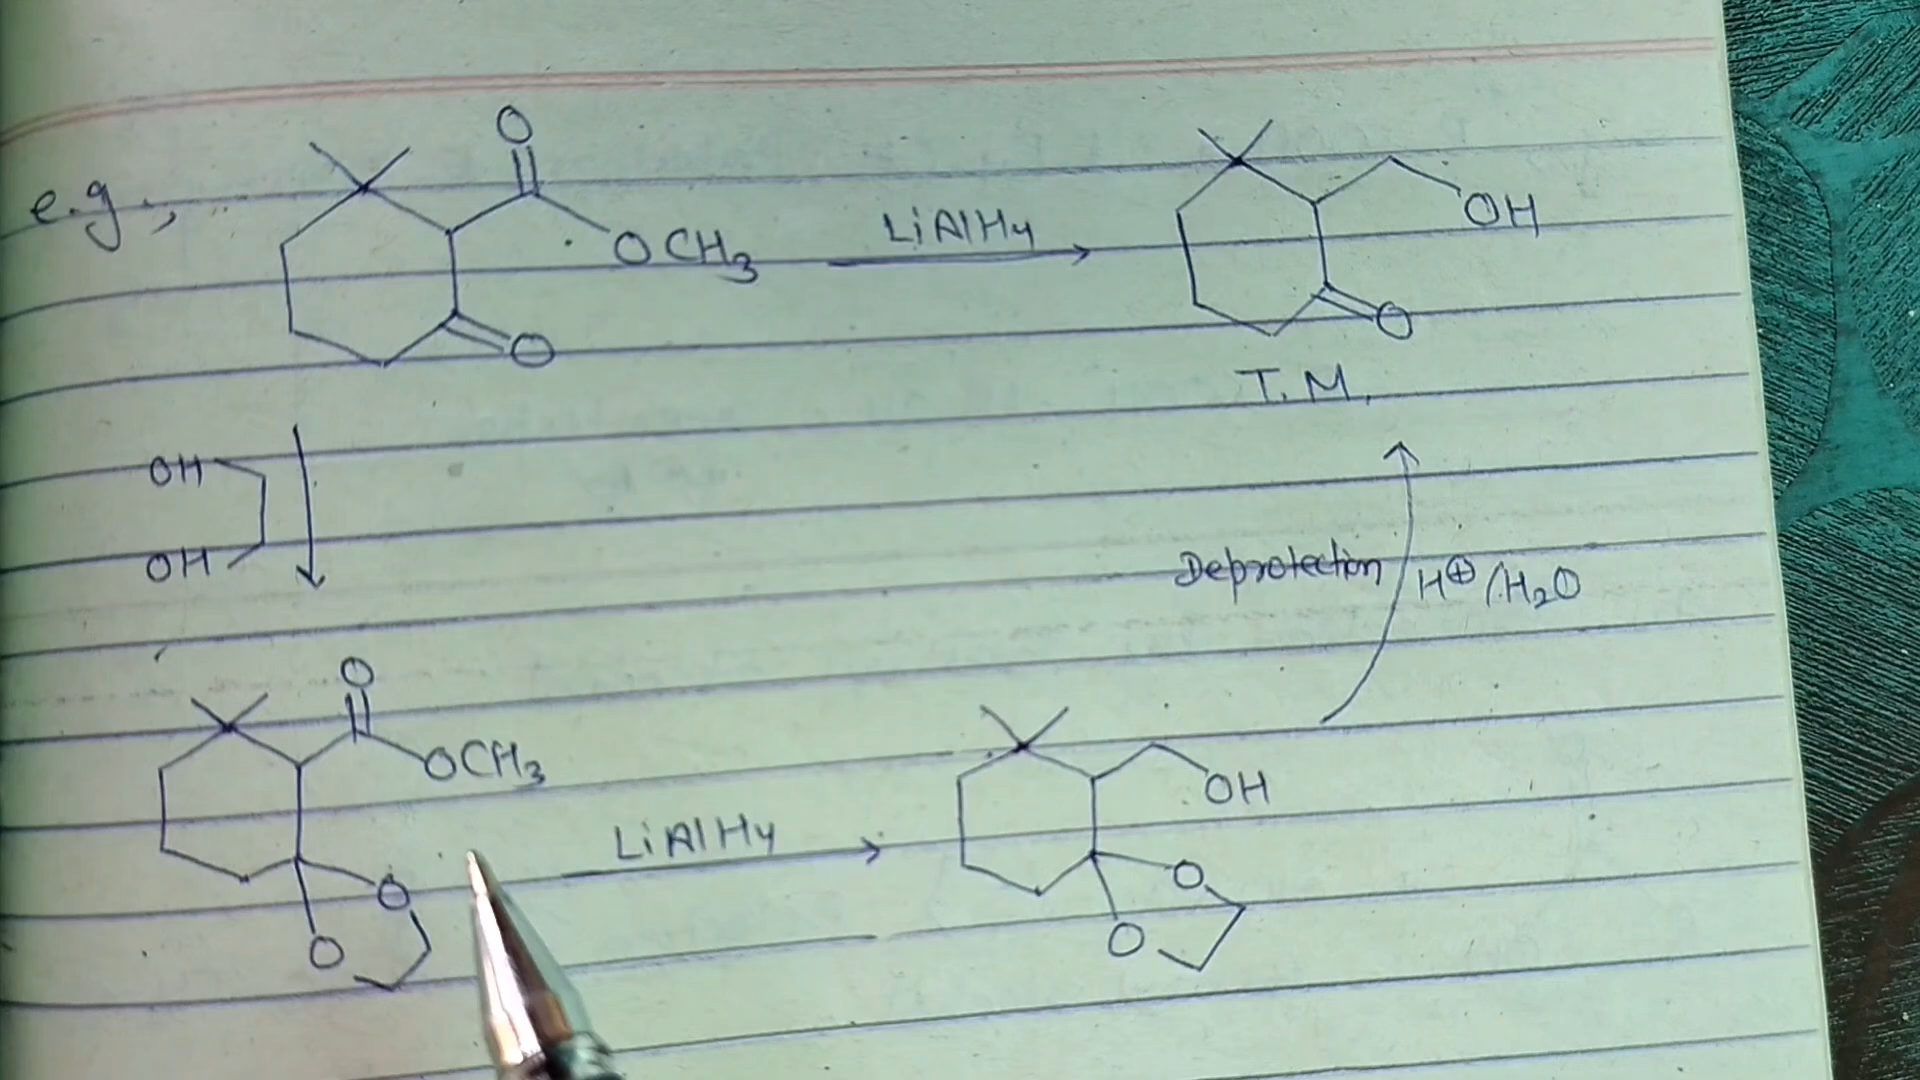 O
e.g.,
OCH3
LiAlH4
OH
O
O
T.M.
OH
OH
Deprotection H⊕/H2O
O
OCH3
LiAlH4
OH
O
O
O
O